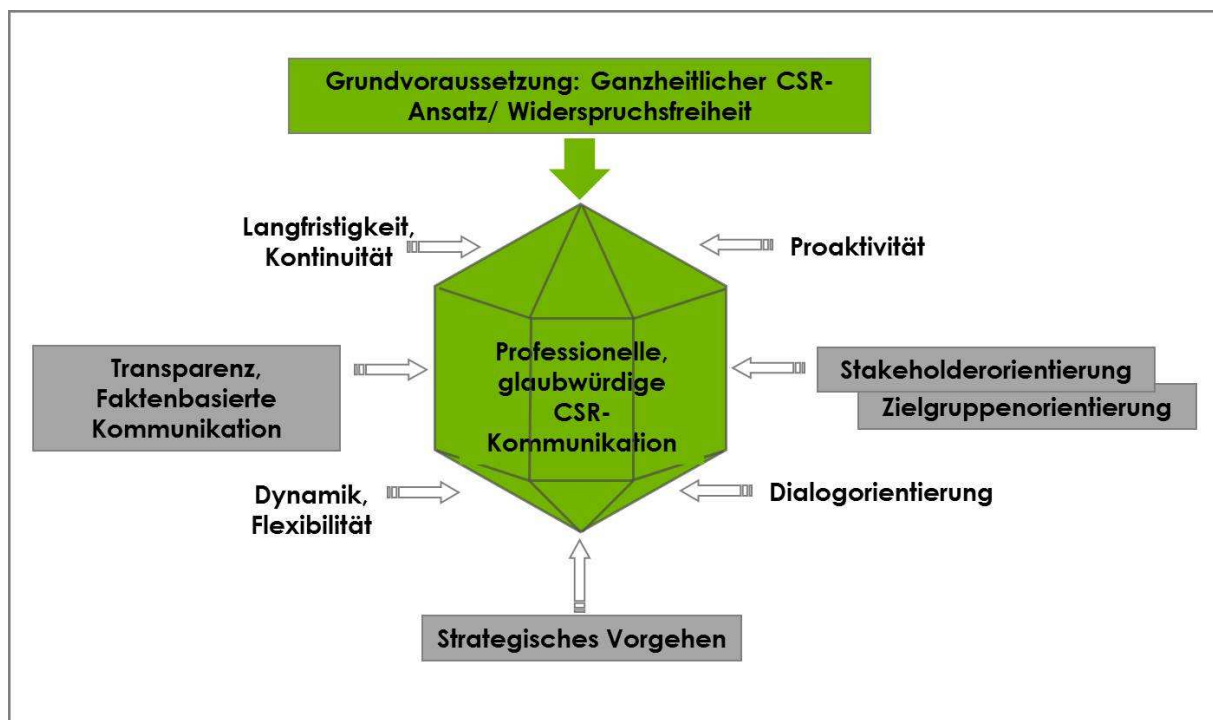 Grundvoraussetzung: Ganzheitlicher CSR-
Ansatz/ Widerspruchsfreiheit
Langfristigkeit,
Kontinuität
Proaktivität
Transparenz,
Faktenbasierte
Kommunikation
Professionelle,
glaubwürdige
CSR-
Kommunikation
Stakeholderorientierung
Zielgruppenorientierung
Dynamik,
Flexibilität
Dialogorientierung
Strategisches Vorgehen